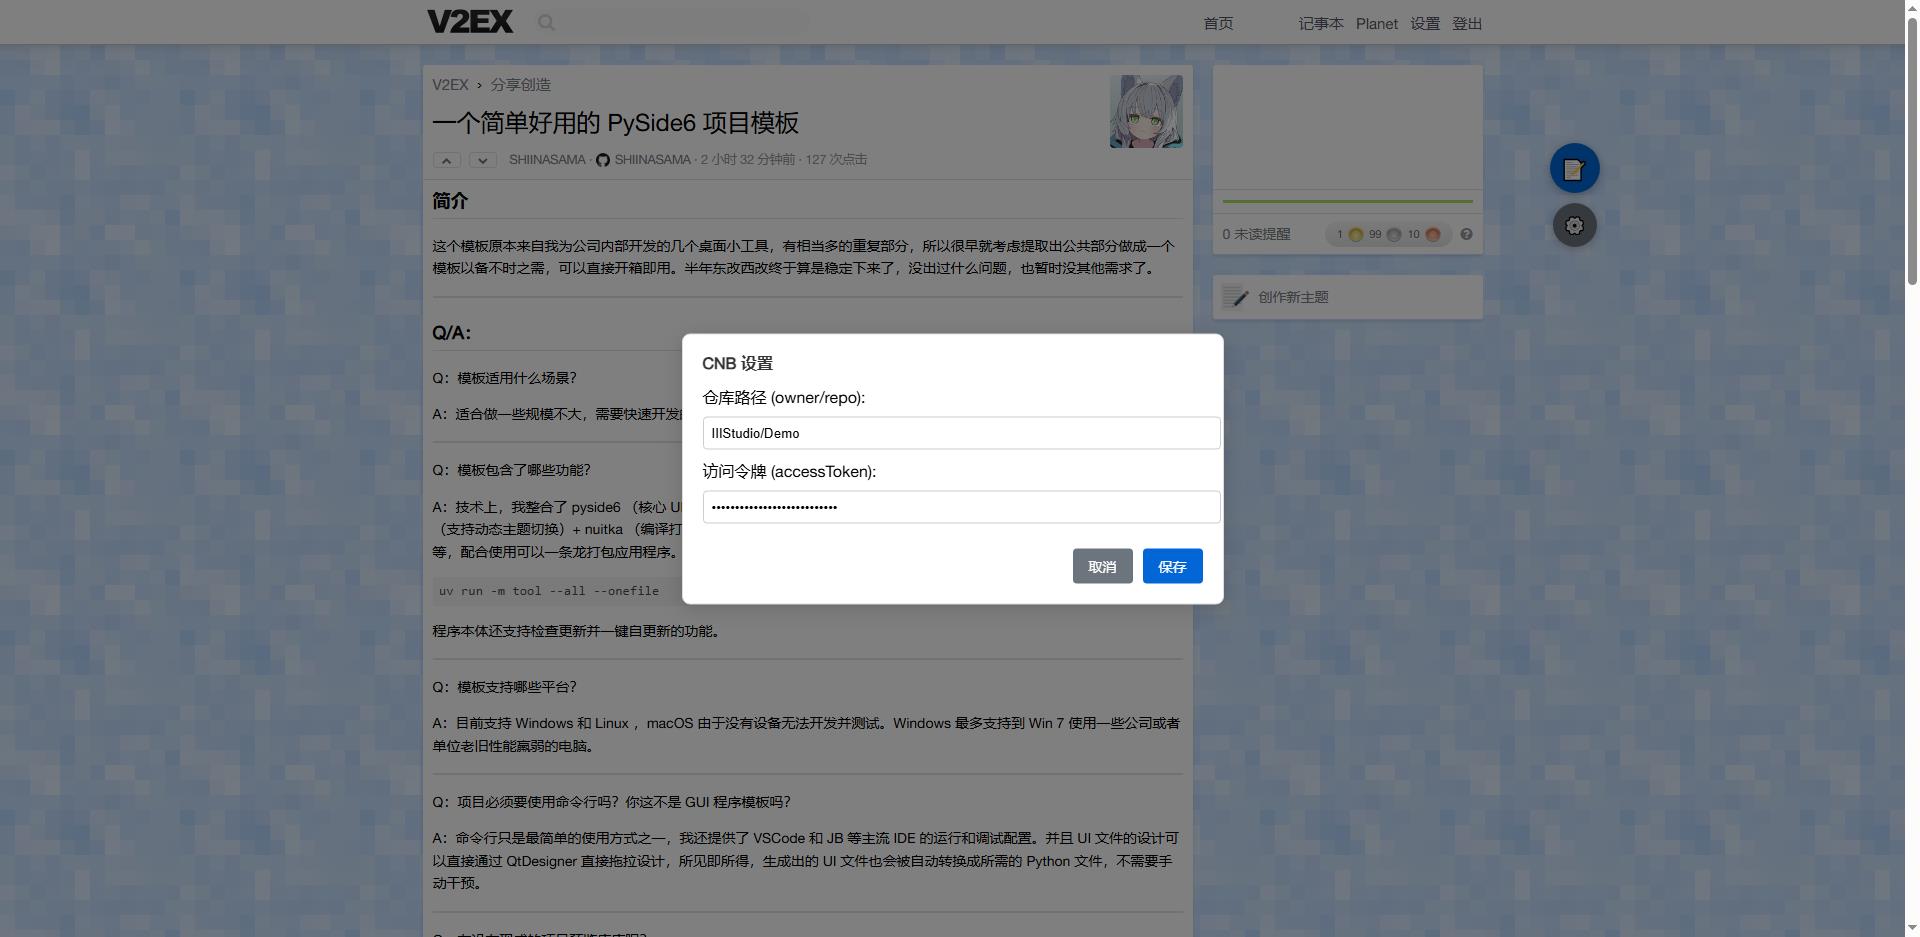 V2EX
首页 记事本 Planet 设置 登出
V2EX › 分享创造
一个简单好用的 PySide6 项目模板
SHIINASAMA · SHIINASAMA · 2 小时 32 分钟前 · 127 次点击
简介
这个模板原本来自我为公司内部开发的几个桌面小工具，有相当多的重复部分，所以很早就考虑提取出公共部分做成一个
模板以备不时之需，可以直接开箱即用。半年东改西改终于算是稳定下来了，没出过什么问题，也暂时没其他需求了。
Q/A:
Q：模板适用什么场景？
A：适合做一些规模不大，需要快速开发
Q：模板包含了哪些功能？
A：技术上，我整合了 pyside6 （核心 UI
（支持动态主题切换）+ nuitka （编译打
等，配合使用可以一条龙打包应用程序。
uv run -m tool --all --onefile
程序本体还支持检查更新并一键自更新的功能。
Q：模板支持哪些平台？
A：目前支持 Windows 和 Linux ，macOS 由于没有设备无法开发并测试。Windows 最多支持到 Win 7 使用一些公司或者
单位老旧性能羸弱的电脑。
Q：项目必须要使用命令行吗？你这不是 GUI 程序模板吗？
A：命令行只是最简单的使用方式之一，我还提供了 VSCode 和 JB 等主流 IDE 的运行和调试配置。并且 UI 文件的设计可
以直接通过 QtDesigner 直接拖拉设计，所见即所得，生成出的 UI 文件也会被自动转换成所需的 Python 文件，不需要手
动干预。
CNB 设置
仓库路径 (owner/repo):
IIIStudio/Demo
访问令牌 (accessToken):
取消 保存
0 未读提醒 1 99 10
创作新主题